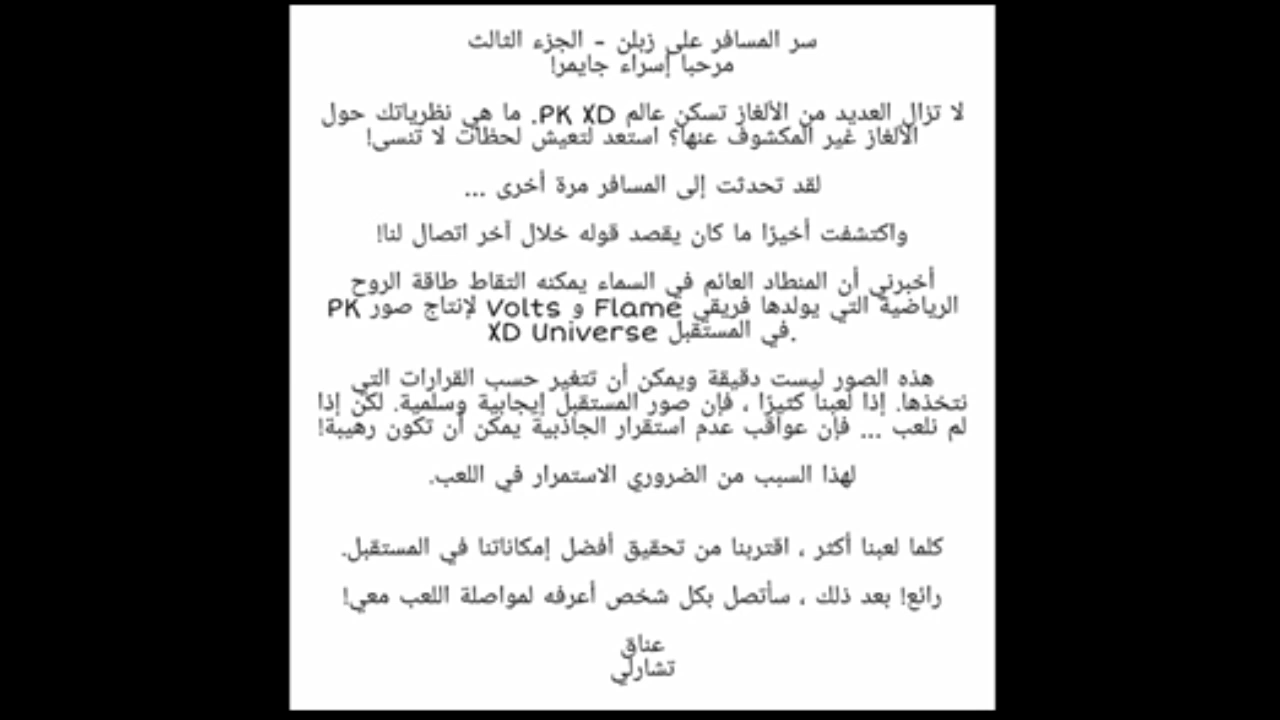 سر المسافر على زبلن - الجزء الثالث
مرحبا إسراء جايمر!
لا تزال العديد من الألغاز تسكن عالم PK XD. ما هي نظرياتك حول
الألغاز غير المكشوف عنها؟ استعد لتعيش لحظات لا تنسى!
لقد تحدثت إلى المسافر مرة أخرى ...
واكتشفت أخيرًا ما كان يقصد قوله خلال آخر اتصال لنا!
أخبرني أن المنطاد العائم في السماء يمكنه التقاط طاقة الروح
الرياضية التي يولدها فريقي Flame و Volts لإنتاج صور PK
XD Universe في المستقبل.
هذه الصور ليست دقيقة ويمكن أن تتغير حسب القرارات التي
نتخذها. إذا لعبنا كثيرًا ، فإن صور المستقبل إيجابية وسلمية. لكن إذا
لم نلعب ... فإن عواقب عدم استقرار الجاذبية يمكن أن تكون رهيبة!
لهذا السبب من الضروري الاستمرار في اللعب.
كلما لعبنا أكثر ، اقتربنا من تحقيق أفضل إمكاناتنا في المستقبل.
رائع! بعد ذلك ، سأتصل بكل شخص أعرفه لمواصلة اللعب معي!
عناق
تشارلي